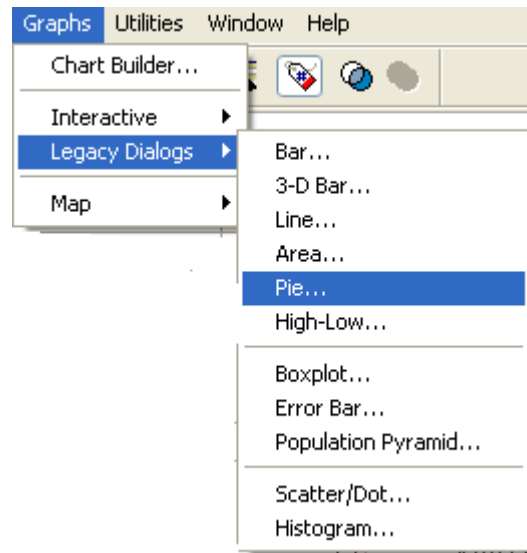 Graphs Utilities Window Help
Chart Builder...
Interactive
Legacy Dialogs
Map
Bar...
3-D Bar...
Line...
Area...
Pie...
High-Low...
Boxplot...
Error Bar...
Population Pyramid...
Scatter/Dot...
Histogram...